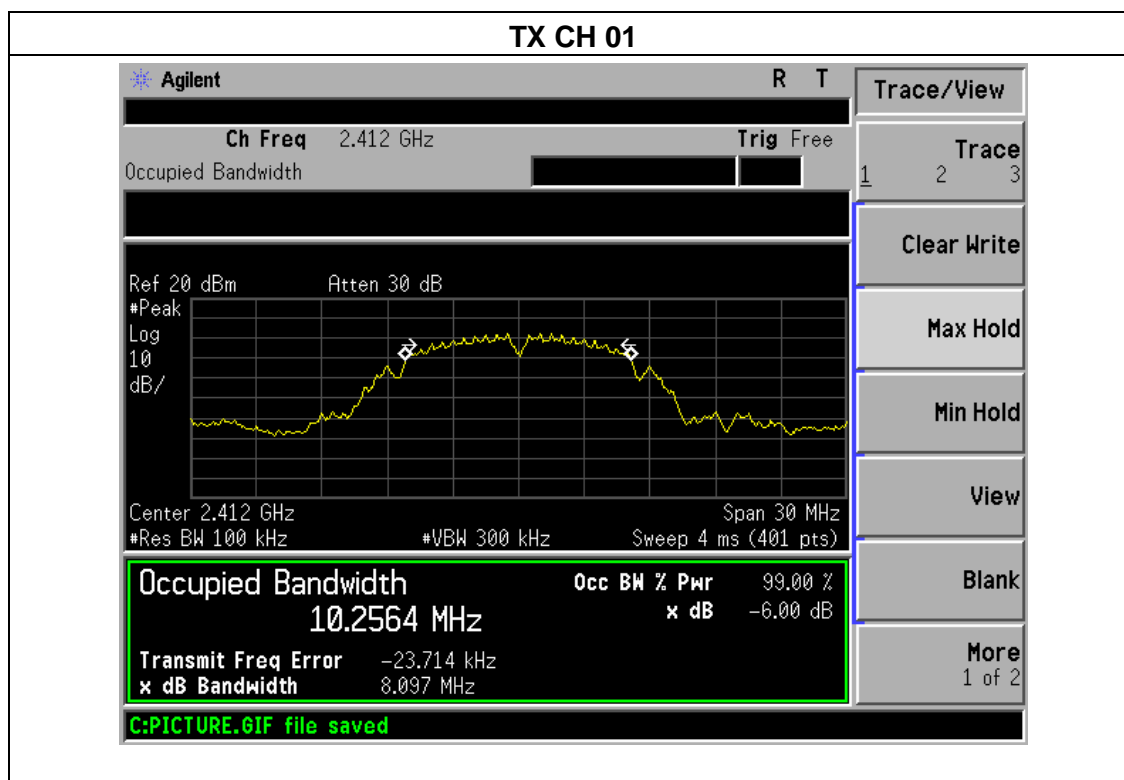 TX CH 01
Agilent R T
Trace/View
Ch Freq 2.412 GHz Trig Free
Occupied Bandwidth
Trace
1 2 3
Clear Write
Ref 20 dBm Atten 30 dB
#Peak
Log
10
dB/
Max Hold
Min Hold
View
Center 2.412 GHz Span 30 MHz
#Res BW 100 kHz #VBW 300 kHz Sweep 4 ms (401 pts)
Occupied Bandwidth Occ BW % Pwr 99.00 %
10.2564 MHz x dB -6.00 dB
Blank
Transmit Freq Error -23.714 kHz
x dB Bandwidth 8.097 MHz
More
1 of 2
C:PICTURE.GIF file saved